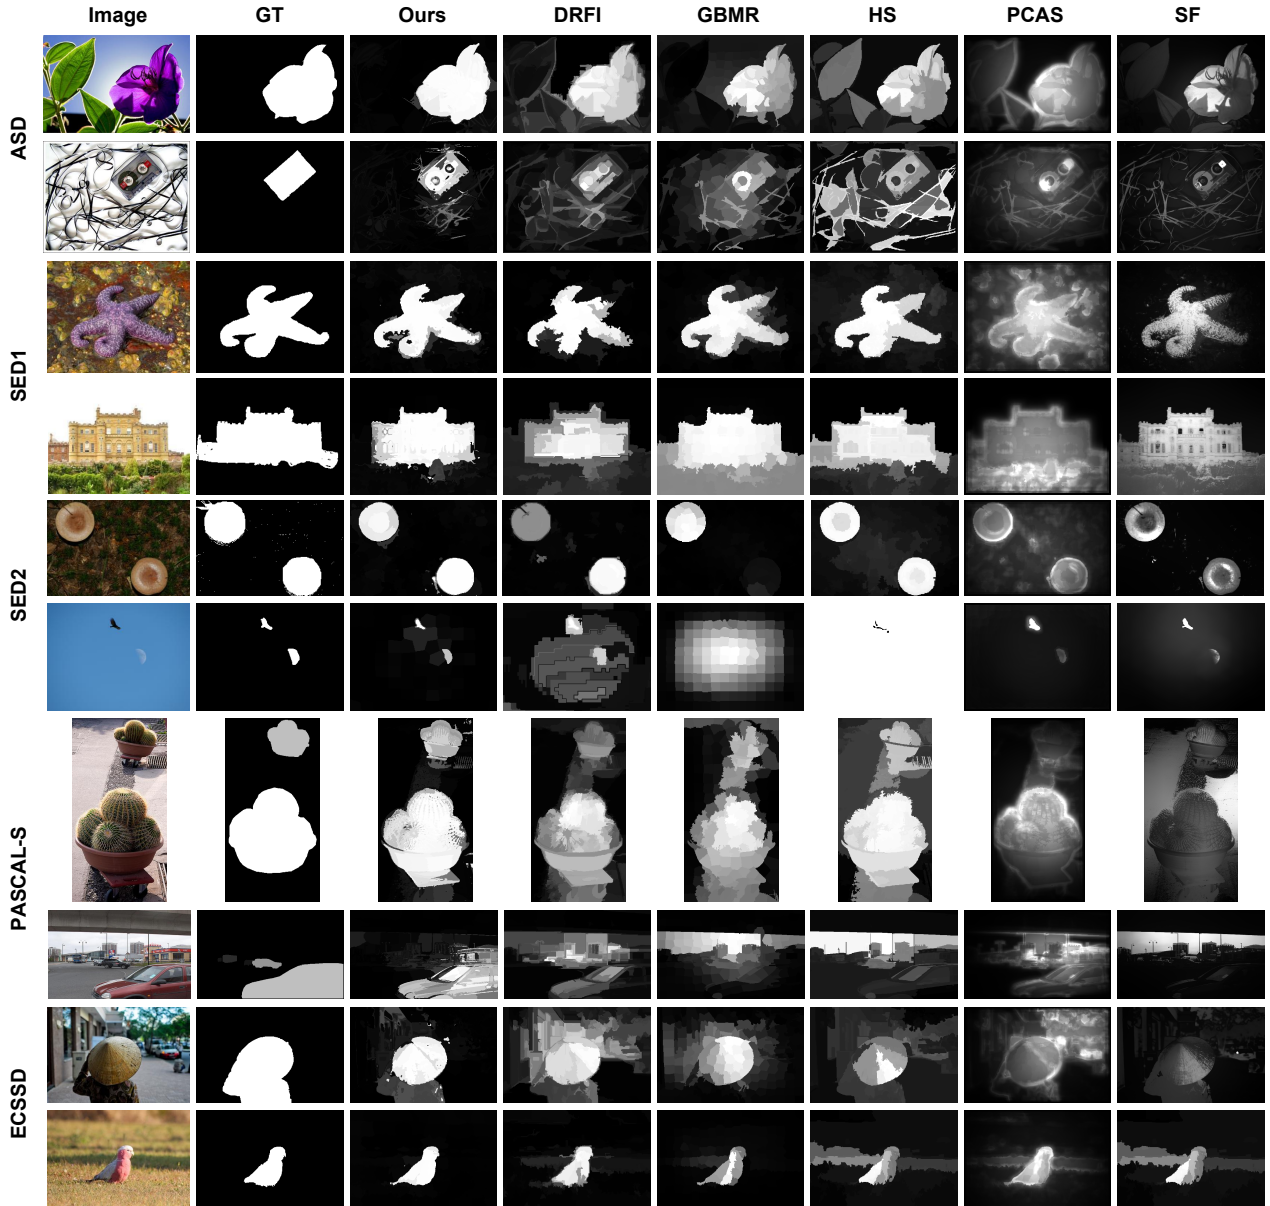 Image GT Ours DRFI GBMR HS PCAS SF
ASD
SED1
SED2
PASCAL-S
ECSSD